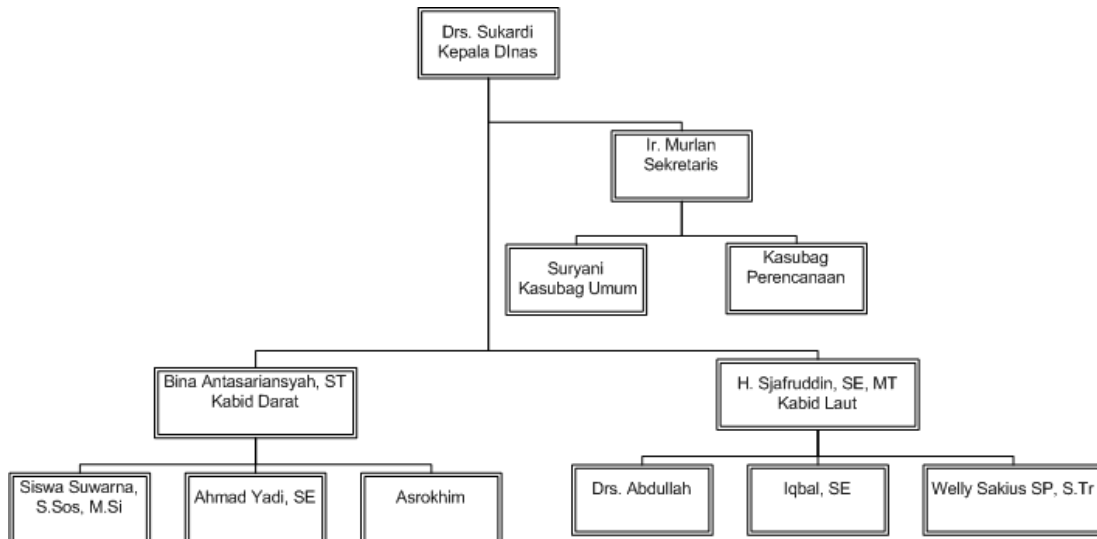 Drs. Sukardi
Kepala DInas
Ir. Murlan
Sekretaris
Suryani
Kasubag Umum
Kasubag
Perencanaan
Bina Antasariansyah, ST
Kabid Darat
H. Sjafruddin, SE, MT
Kabid Laut
Siswa Suwarna,
S.Sos, M.Si
Ahmad Yadi, SE
Asrokhim
Drs. Abdullah
Iqbal, SE
Welly Sakius SP, S.Tr